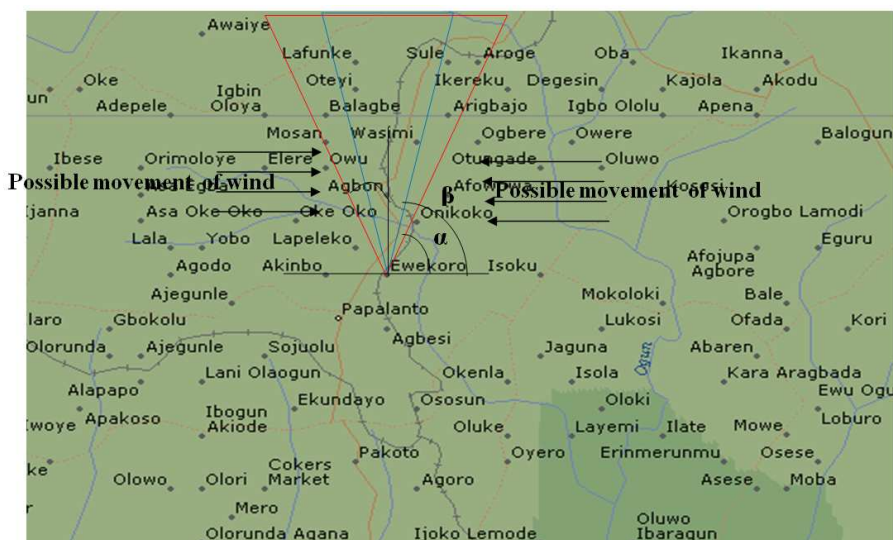 Awaiye
Lafunke Sule Aroge Oba Ikanna
Oke Oteyi Ikereku Degesin Kajola Akodu
un Igbin
Adepele Oloya Balagbe Arigbajo Igbo Ololu Apena
Mosan Wasimi Ogbere Owere Balogun
Ibese Orimoloye Elere Owu Otungade Oluwo
Possible movement of wind Agbon β Possible movement of wind
Ijanna Asa Oke Oko Oke Oko Onikoko Orogbo Lamodi
Lala Yobo Lapeleko α Eguru
Afojupa
Agbore
Agodo Akinbo Ewekoro Isoku
Ajegunle Mokoloki Bale
laro Gbokolu Papalanto Lukosi Ofada Kori
Olorunda Ajegunle Sojuolu Agbesi Jaguna Ogun Abaren
Lani Olaogun Okenla Isola Kara Aragbada
Alapapo Ewu Ogu
Iwoye Apakoso Ibogun
Akiode Ekundayo Ososun Oloki Loburo
Oluke Layemi Ilate Mowe
ke Pakoto Oyero Erinmerunmu Osese
Olowo Olori Cokers
Market Agoro Asese Moba
r Mero Oluwo
Olorunda Agana Ijoko Lemode Ibaragun